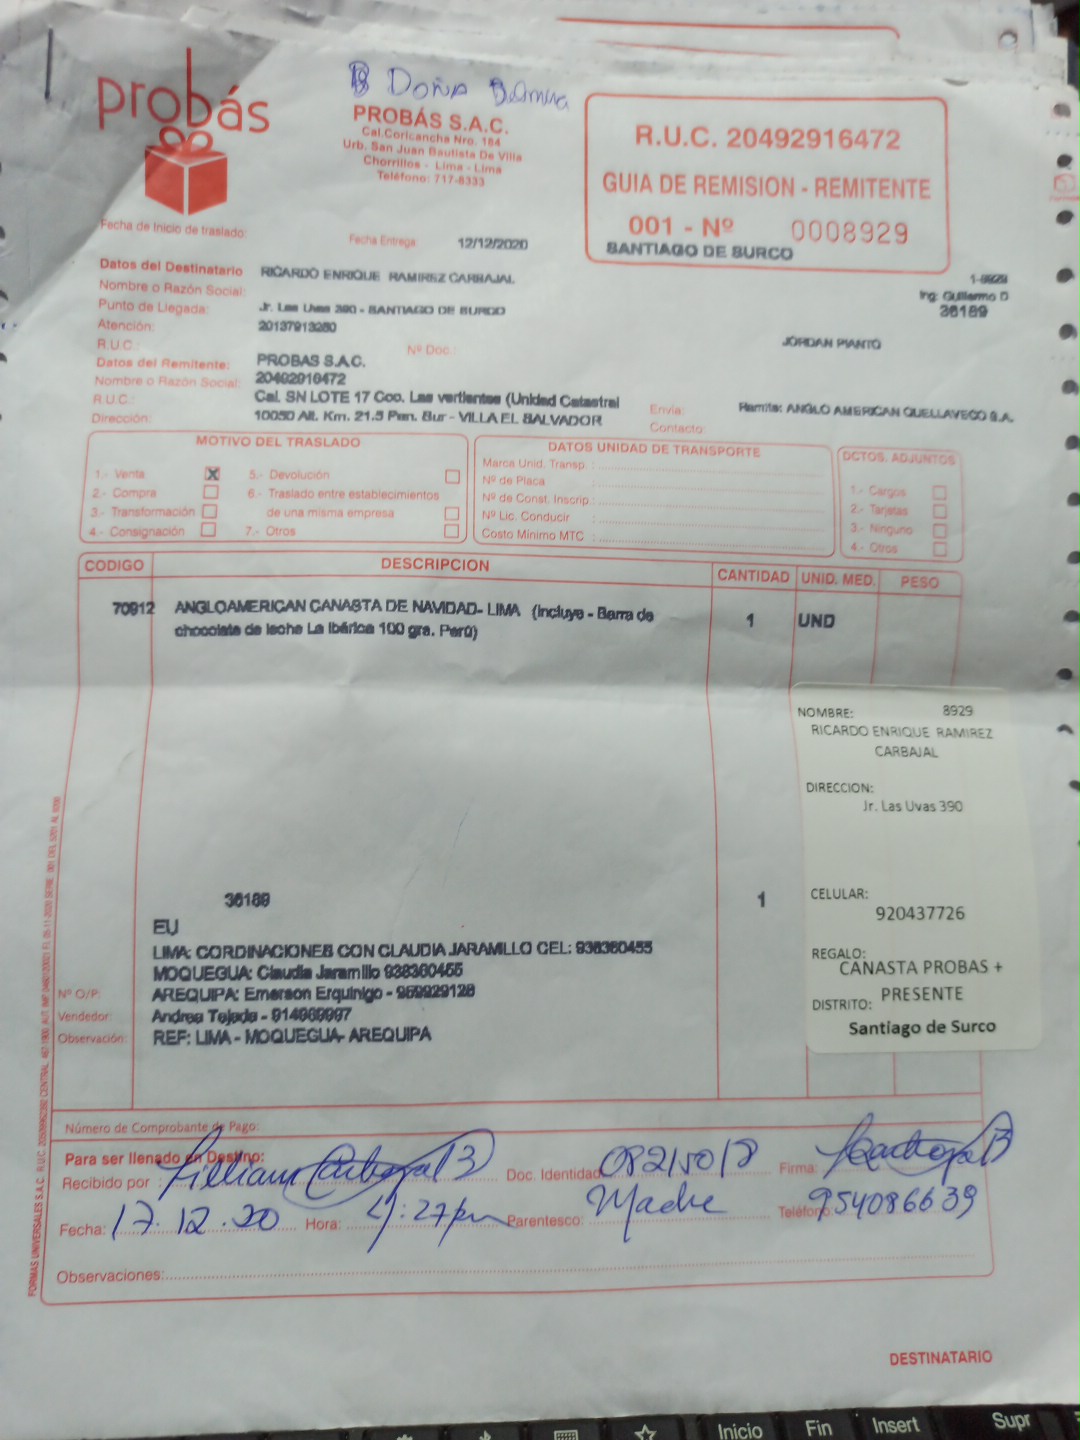 probás
Doña
PROBÁS S.A.C.
Cal.Coricancha Nro. 184
Urb. San Juan Bautista De Villa
Chorrillos - Lima - Lima
Teléfono: 717-8333
R.U.C. 20492916472
GUIA DE REMISION - REMITENTE
001 - Nº 0008929
SANTIAGO DE SURCO
Fecha de Inicio de traslado:
Fecha Entrega: 12/12/2020
1-8929
Ing: Guillermo D
36189
Datos del Destinatario RICARDO ENRIQUE RAMIREZ CARBAJAL
Nombre o Razón Social:
Punto de Llegada: Jr. Las Uvas 390 - SANTIAGO DE SURCO
Atención: 20137913250
R.U.C.: Nº Doc.:
JORDAN PIANTO
Datos del Remitente: PROBAS S.A.C.
Nombre o Razón Social: 20492916472
R.U.C.: Cal. SN LOTE 17 Coo. Las vertientes (Unidad Catastral
Dirección: 10050 Alt. Km. 21.5 Pan. Sur - VILLA EL SALVADOR
Envia: Remite: ANGLO AMERICAN QUELLAVECO S.A.
Contacto:
MOTIVO DEL TRASLADO
1.- Venta X
2.- Compra
3.- Transformación
4.- Consignación
5.- Devolución
6.- Traslado entre establecimientos
de una misma empresa
7.- Otros
DATOS UNIDAD DE TRANSPORTE
Marca Unid. Transp. :
Nº de Placa :
Nº de Const. Inscrip.:
Nº Lic. Conducir :
Costo Mínimo MTC :
DCTOS. ADJUNTOS
1.- Cargos
2.- Tarjetas
3.- Ninguno
4.- Otros
CODIGO DESCRIPCION CANTIDAD UNID. MED. PESO
70912 ANGLOAMERICAN CANASTA DE NAVIDAD- LIMA (Incluye - Barra de 1 UND
chocolate de leche La Ibérica 100 gra. Perú)
NOMBRE: 8929
RICARDO ENRIQUE RAMIREZ
CARBAJAL
DIRECCION:
Jr. Las Uvas 390
CELULAR:
920437726
REGALO:
CANASTA PROBAS +
PRESENTE
DISTRITO:
Santiago de Surco
36189 1
EU
LIMA: CORDINACIONES CON CLAUDIA JARAMILLO CEL: 938360455
MOQUEGUA: Claudia Jaramillo 938360455
Nº O/P: AREQUIPA: Emerson Erquinigo - 959929128
Vendedor: Andrea Tejada - 914969997
Observación: REF: LIMA - MOQUEGUA- AREQUIPA
Número de Comprobante de Pago:
Para ser llenado en Destino:
Recibido por : Lilliam Carbajal B Doc. Identidad: 08215018 Firma:
Fecha: 17.12.20 Hora: 4:27pm Parentesco: Madre Teléfono: 954086639
Observaciones:
DESTINATARIO
Inicio Fin Insert Supr